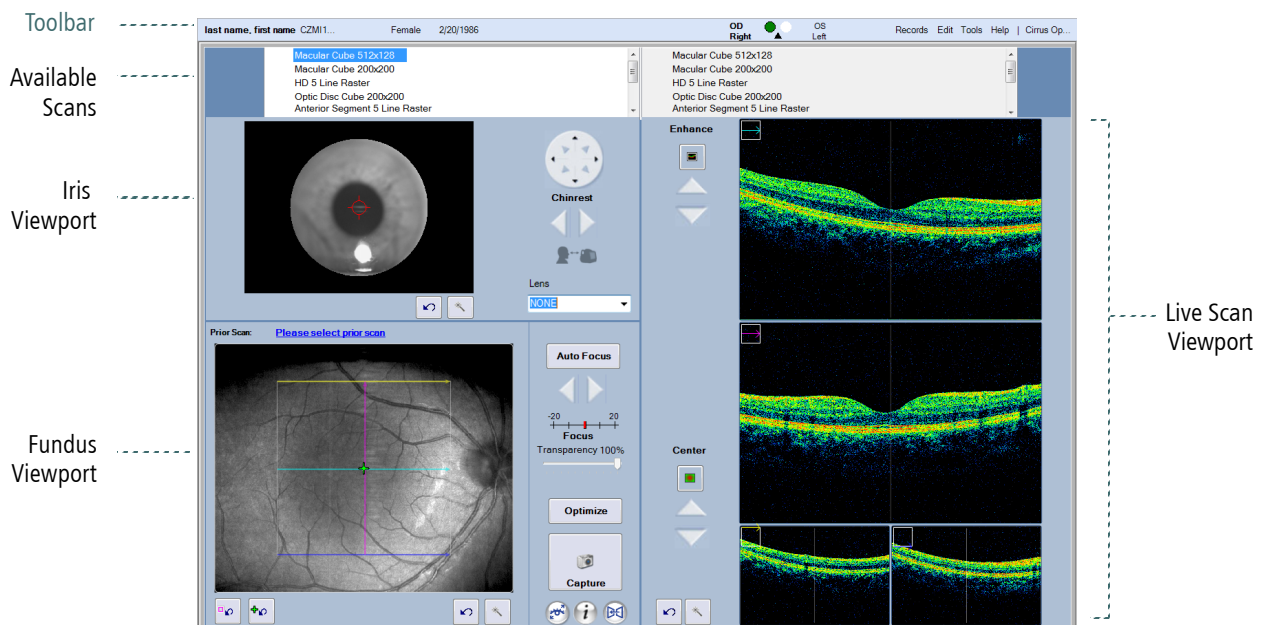 Toolbar
last name, first name CZMI1... Female 2/20/1986 OD Right OS Left Records Edit Tools Help | Cirrus Op...
Available
Scans
Macular Cube 512x128
Macular Cube 200x200
HD 5 Line Raster
Optic Disc Cube 200x200
Anterior Segment 5 Line Raster
Macular Cube 512x128
Macular Cube 200x200
HD 5 Line Raster
Optic Disc Cube 200x200
Anterior Segment 5 Line Raster
Iris
Viewport
Chinrest
Lens
NONE
Enhance
Prior Scan: Please select prior scan
Fundus
Viewport
Auto Focus
-20 20
Focus
Transparency 100%
Optimize
Capture
Center
Live Scan
Viewport